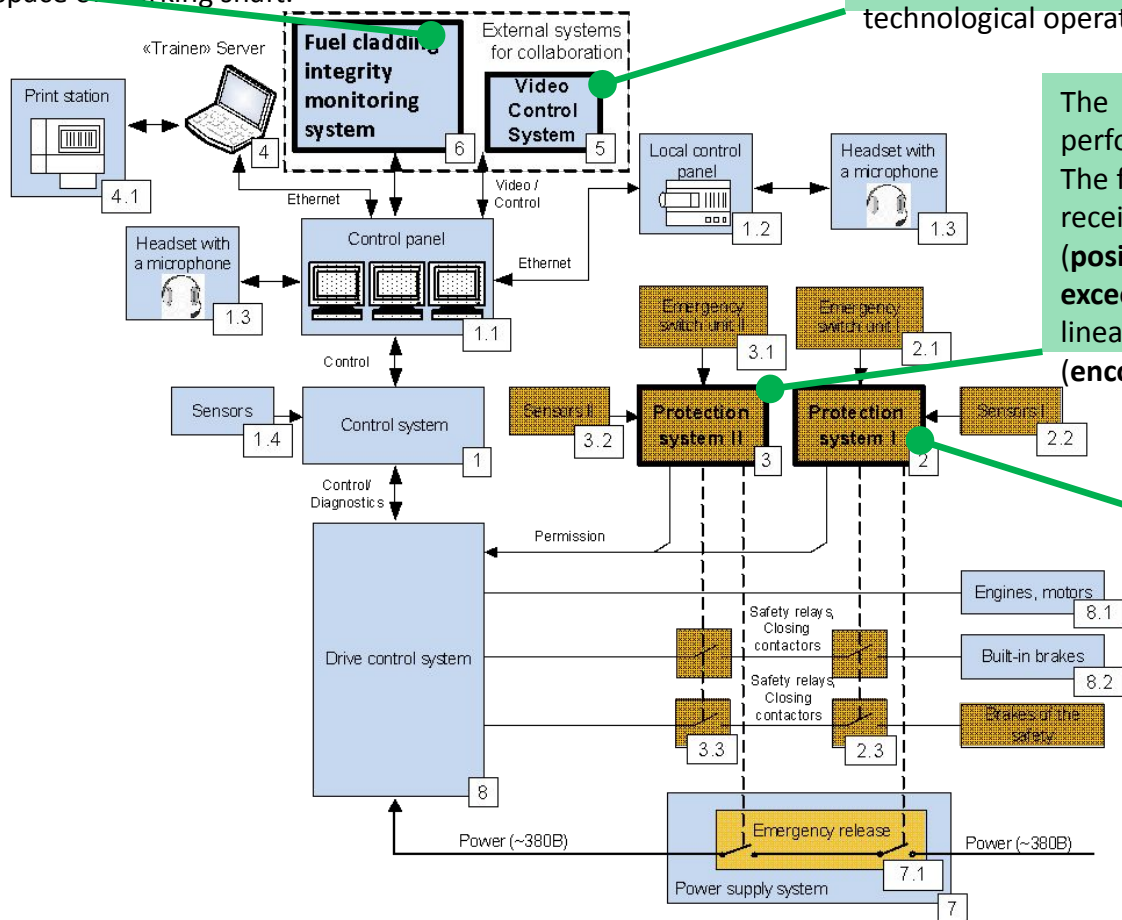 space of working shaft.
technological operat
«Trainer» Server
External systems
for collaboration
Fuel cladding
integrity
monitoring
system
6
Video
Control
System
5
Print station
4.1
4
The
perfo
The f
recei
(posi
excee
linea
(enco
Local control
panel
1.2
Headset with
a microphone
1.3
Ethernet
Video /
Control
Control panel
1.1
Headset with
a microphone
1.3
Ethernet
Emergency
switch unit II
3.1
Emergency
switch unit I
2.1
Control
Sensors
1.4
Control system
1
Sensors II
3.2
Protection
system II
3
Protection
system I
2
Sensors I
2.2
Control/
Diagnostics
Permission
Drive control system
8
Engines, motors
8.1
Safety relays,
Closing
contactors
Built-in brakes
8.2
Safety relays,
Closing
contactors
3.3
2.3
Brakes of the
safety
Power (~380B)
Emergency release
7.1
Power (~380B)
Power supply system
7